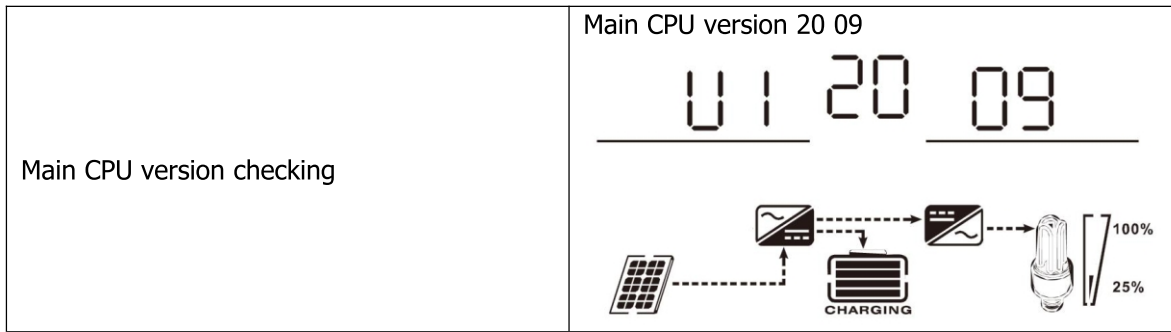 Main CPU version checking
Main CPU version 20 09
U1 20 09
100%
25%
CHARGING